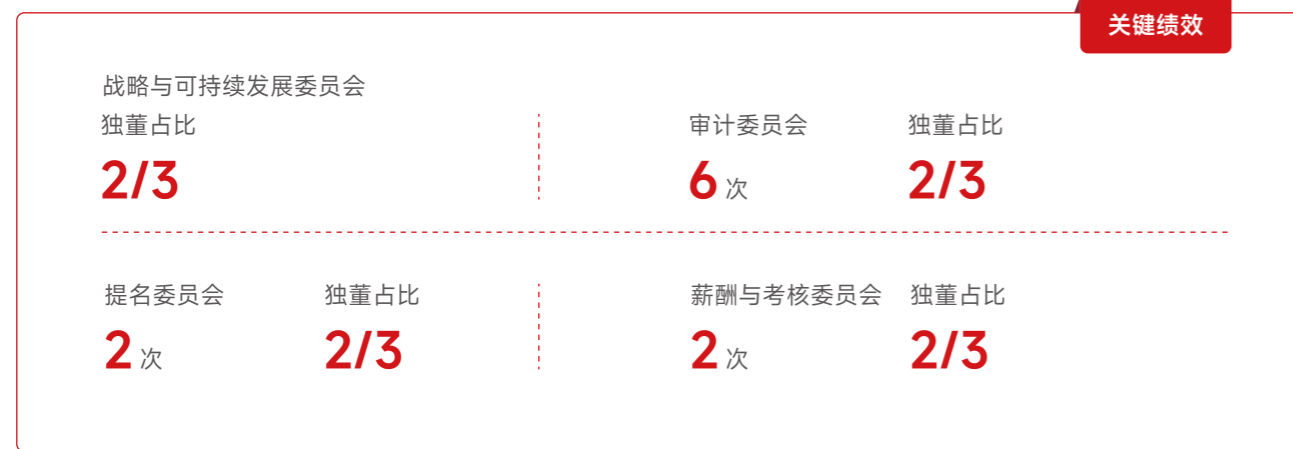 关键绩效
战略与可持续发展委员会
独董占比
2/3
审计委员会 独董占比
6 次 2/3
提名委员会 独董占比
2 次 2/3
薪酬与考核委员会 独董占比
2 次 2/3